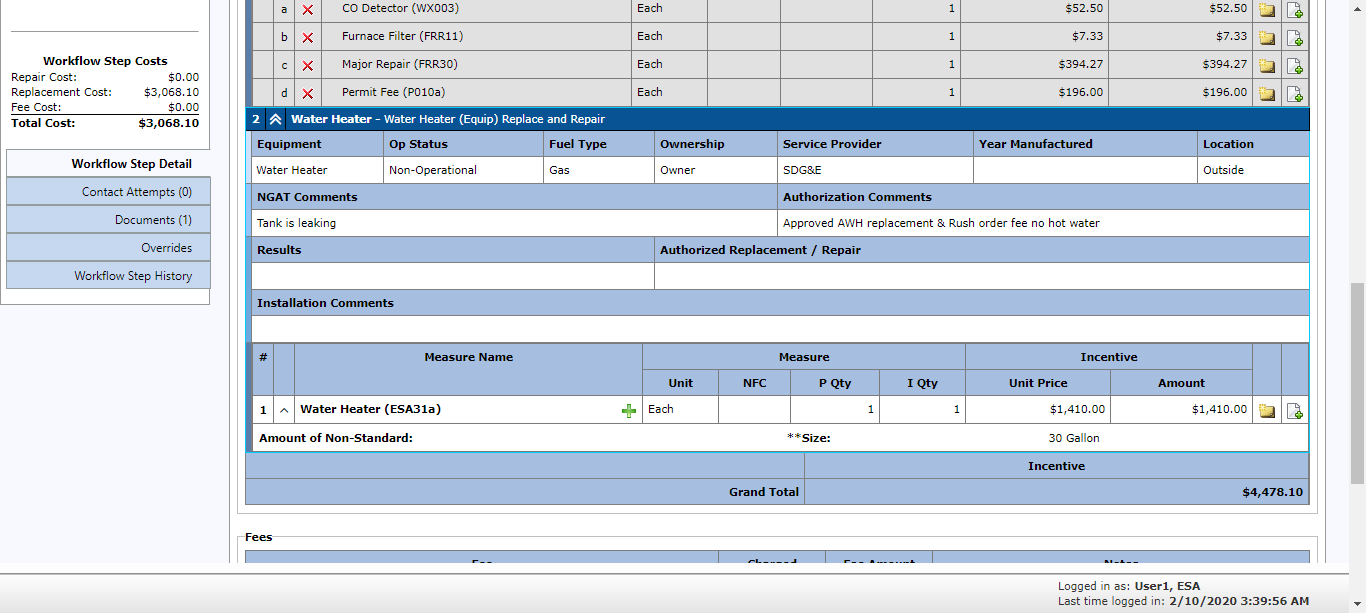 Workflow Step Costs
Repair Cost: $0.00
Replacement Cost: $3,068.10
Fee Cost: $0.00
Total Cost: $3,068.10
Workflow Step Detail
Contact Attempts (0)
Documents (1)
Overrides
Workflow Step History
a CO Detector (WX003) Each 1 $52.50 $52.50
b Furnace Filter (FRR11) Each 1 $7.33 $7.33
c Major Repair (FRR30) Each 1 $394.27 $394.27
d Permit Fee (P010a) Each 1 $196.00 $196.00
2 Water Heater - Water Heater (Equip) Replace and Repair
Equipment Op Status Fuel Type Ownership Service Provider Year Manufactured Location
Water Heater Non-Operational Gas Owner SDG&E Outside
NGAT Comments Authorization Comments
Tank is leaking Approved AWH replacement & Rush order fee no hot water
Results Authorized Replacement / Repair
Installation Comments
# Measure Name Measure Incentive
Unit NFC P Qty I Qty Unit Price Amount
1 Water Heater (ESA31a) Each 1 1 $1,410.00 $1,410.00
Amount of Non-Standard: **Size: 30 Gallon
Incentive
Grand Total $4,478.10
Fees
Fee Charged Fee Amount Notes
Logged in as: User1, ESA
Last time logged in: 2/10/2020 3:39:56 AM